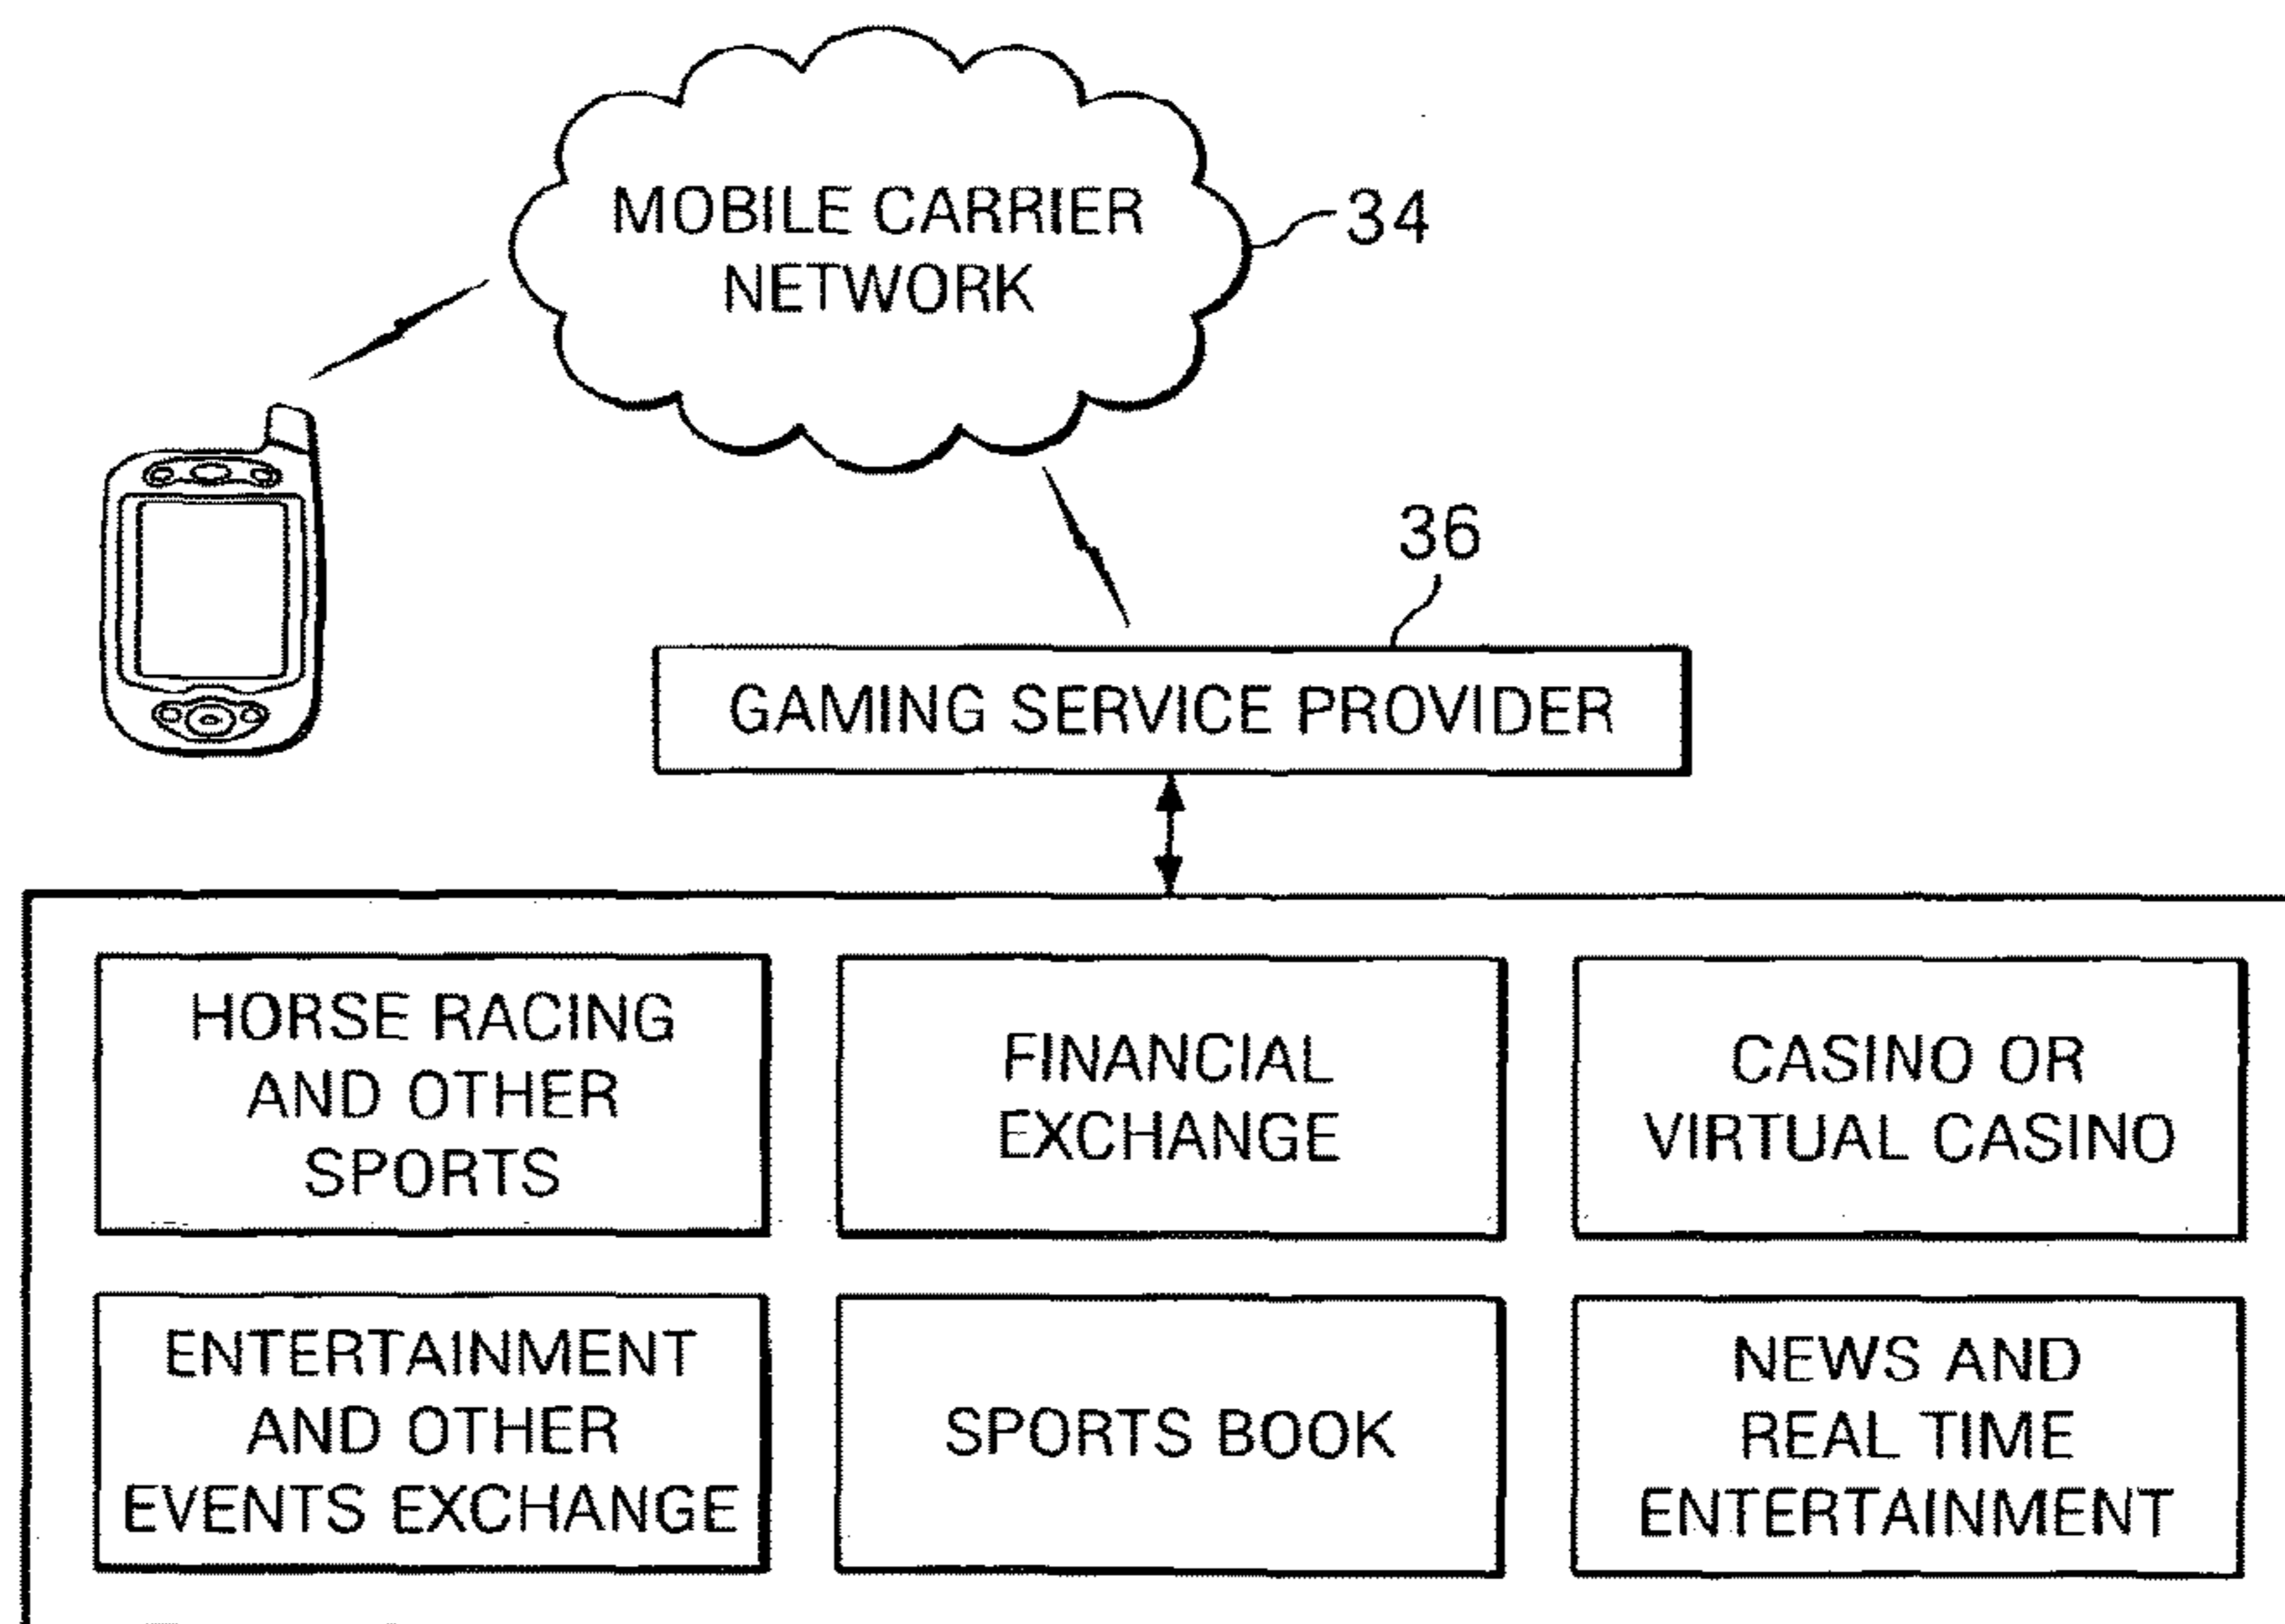 MOBILE CARRIER
NETWORK
34
36
GAMING SERVICE PROVIDER
HORSE RACING
AND OTHER
SPORTS
FINANCIAL
EXCHANGE
CASINO OR
VIRTUAL CASINO
ENTERTAINMENT
AND OTHER
EVENTS EXCHANGE
SPORTS BOOK
NEWS AND
REAL TIME
ENTERTAINMENT